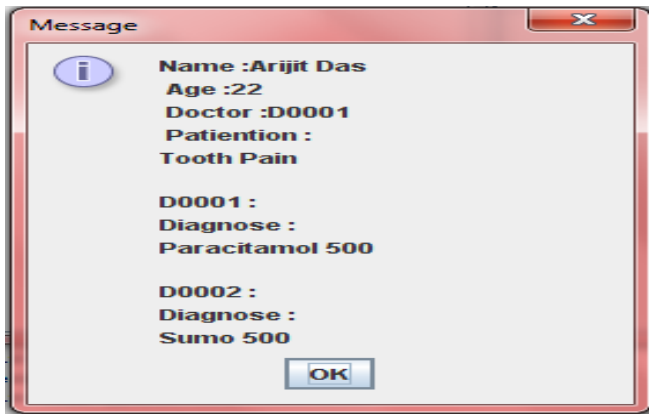 Message
Name :Arijit Das
Age :22
Doctor :D0001
Patiention :
Tooth Pain
D0001 :
Diagnose :
Paracitamol 500
D0002 :
Diagnose :
Sumo 500
OK